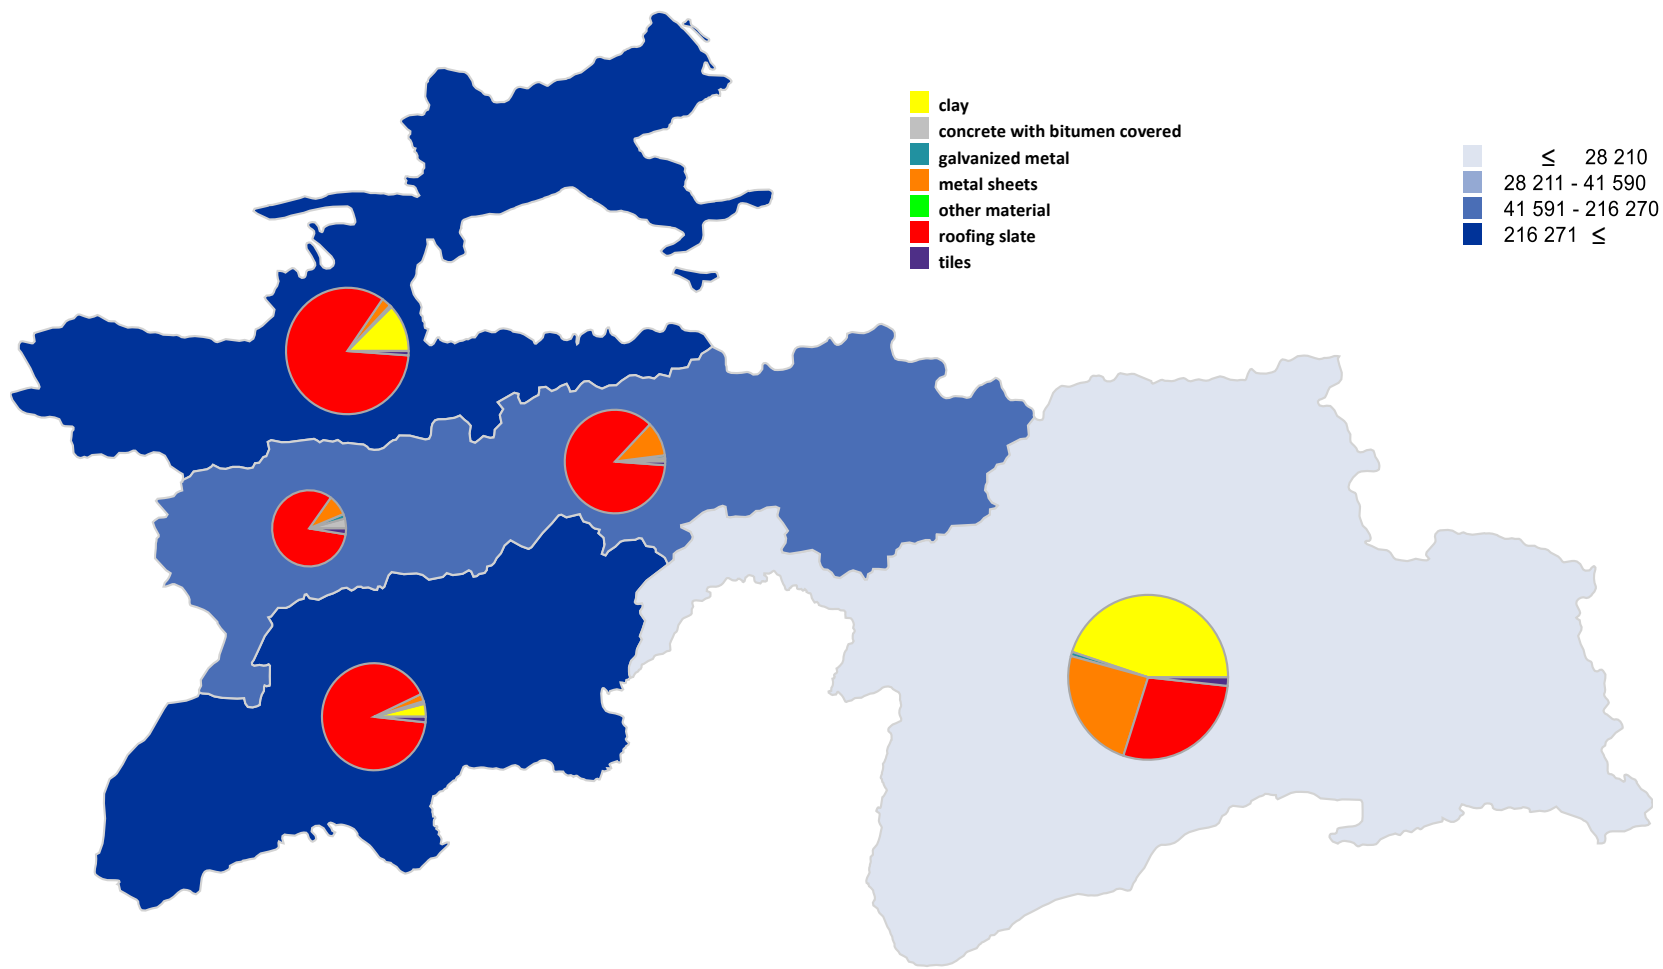 clay
concrete with bitumen covered
galvanized metal
metal sheets
other material
roofing slate
tiles
≤ 28 210
28 211 - 41 590
41 591 - 216 270
216 271 ≤